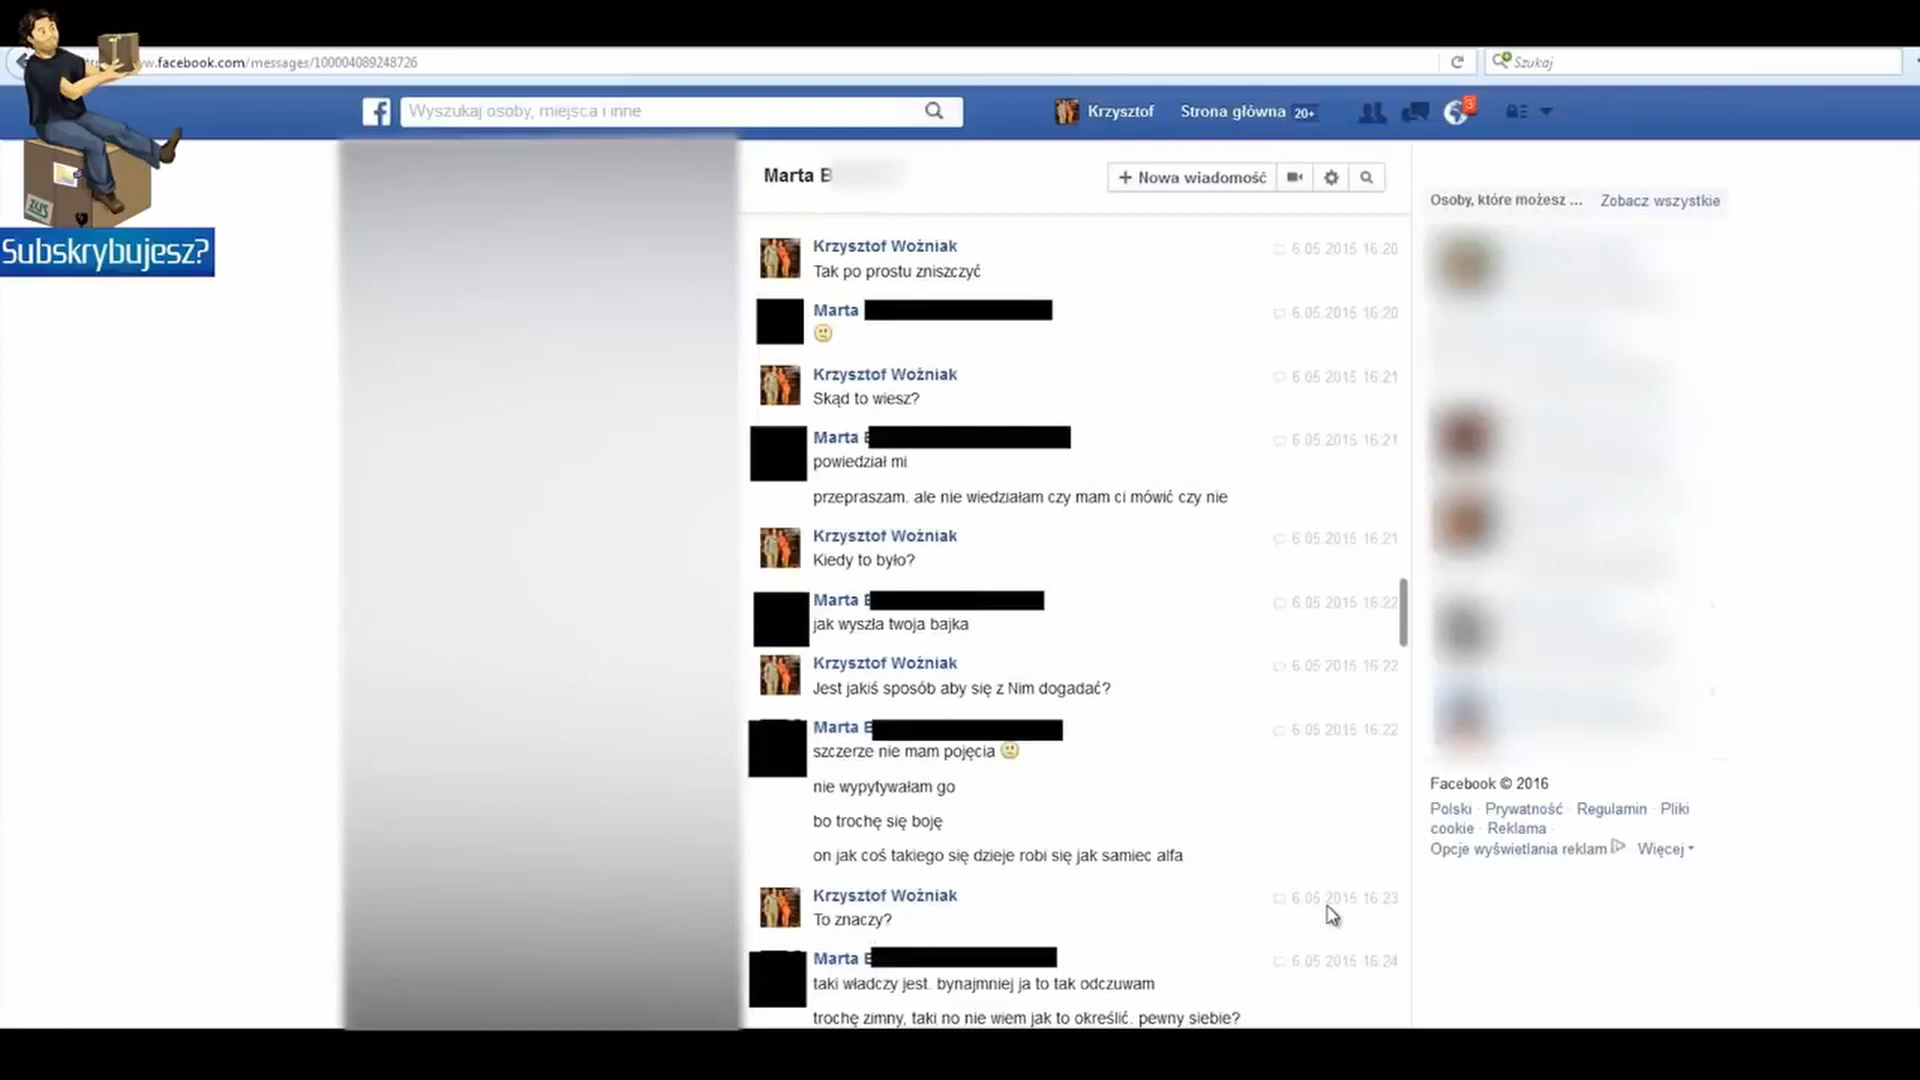 w.facebook.com/messages/100004089248726
Szukaj
Wyszukaj osoby, miejsca i inne
Krzysztof
Strona główna 20+
3
ZUS
Subskrybujesz?
Marta B
+ Nowa wiadomość
Osoby, które możesz ...
Zobacz wszystkie
Krzysztof Woźniak
6 05 2015 16:20
Tak po prostu zniszczyć
Marta
6 05 2015 16:20
Krzysztof Woźniak
6 05 2015 16:21
Skąd to wiesz?
Marta B
6 05 2015 16:21
powiedział mi
przepraszam. ale nie wiedziałam czy mam ci mówić czy nie
Krzysztof Woźniak
6 05 2015 16:21
Kiedy to było?
Marta B
6 05 2015 16:22
jak wyszła twoja bajka
Krzysztof Woźniak
6 05 2015 16:22
Jest jakiś sposób aby się z Nim dogadać?
Marta B
6 05 2015 16:22
szczerze nie mam pojęcia
nie wypytywałam go
bo trochę się boję
on jak coś takiego się dzieje robi się jak samiec alfa
Krzysztof Woźniak
6 05 2015 16:23
To znaczy?
Marta B
6 05 2015 16:24
taki władczy jest. bynajmniej ja to tak odczuwam
trochę zimny, taki no nie wiem jak to określić. pewny siebie?
Facebook © 2016
Polski · Prywatność · Regulamin · Pliki
cookie · Reklama ·
Opcje wyświetlania reklam
Więcej